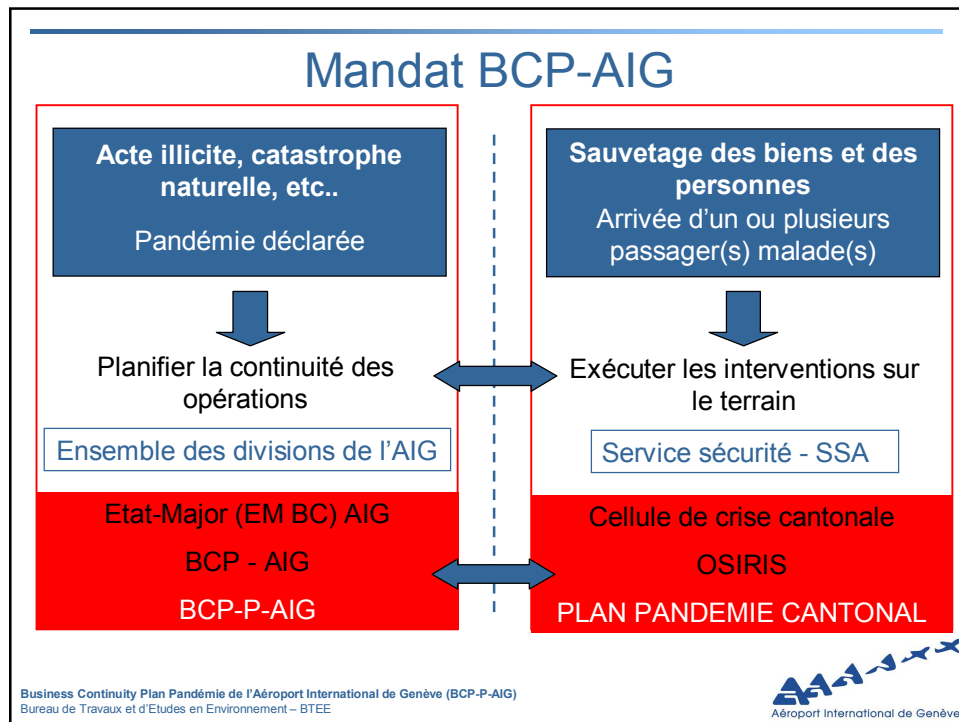 Mandat BCP-AIG
Acte illicite, catastrophe
naturelle, etc..
Pandémie déclarée
Planifier la continuité des
opérations
Ensemble des divisions de l'AIG
Etat-Major (EM BC) AIG
BCP - AIG
BCP-P-AIG
Sauvetage des biens et des
personnes
Arrivée d'un ou plusieurs
passager(s) malade(s)
Exécuter les interventions sur
le terrain
Service sécurité - SSA
Cellule de crise cantonale
OSIRIS
PLAN PANDEMIE CANTONAL
Business Continuity Plan Pandémie de l'Aéroport International de Genève (BCP-P-AIG)
Bureau de Travaux et d'Etudes en Environnement – BTEE
Aéroport International de Genève